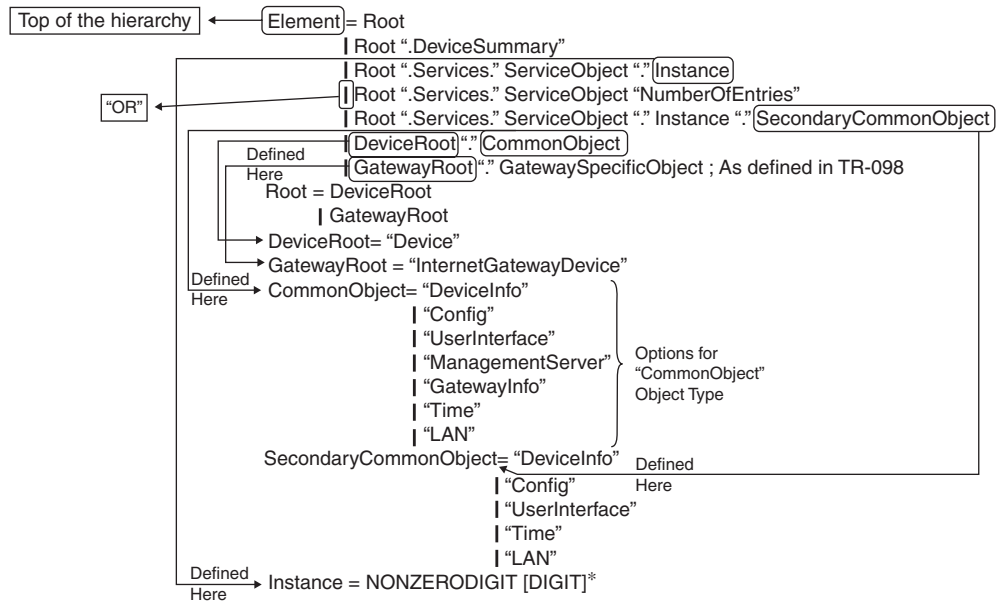 Top of the hierarchy Element = Root
| Root “.DeviceSummary”
| Root “.Services.” ServiceObject “.” Instance
“OR” | Root “.Services.” ServiceObject “NumberOfEntries”
| Root “.Services.” ServiceObject “.” Instance “.” SecondaryCommonObject
| DeviceRoot “.” CommonObject
Defined
Here
| GatewayRoot “.” GatewaySpecificObject ; As defined in TR-098
Root = DeviceRoot
| GatewayRoot
DeviceRoot= “Device”
GatewayRoot = “InternetGatewayDevice”
Defined
Here
CommonObject= “DeviceInfo”
| “Config”
| “UserInterface”
| “ManagementServer”
| “GatewayInfo”
| “Time”
| “LAN”
Options for
“CommonObject”
Object Type
SecondaryCommonObject= “DeviceInfo”
Defined
Here
| “Config”
| “UserInterface”
| “Time”
| “LAN”
Defined
Here
Instance = NONZERODIGIT [DIGIT]*